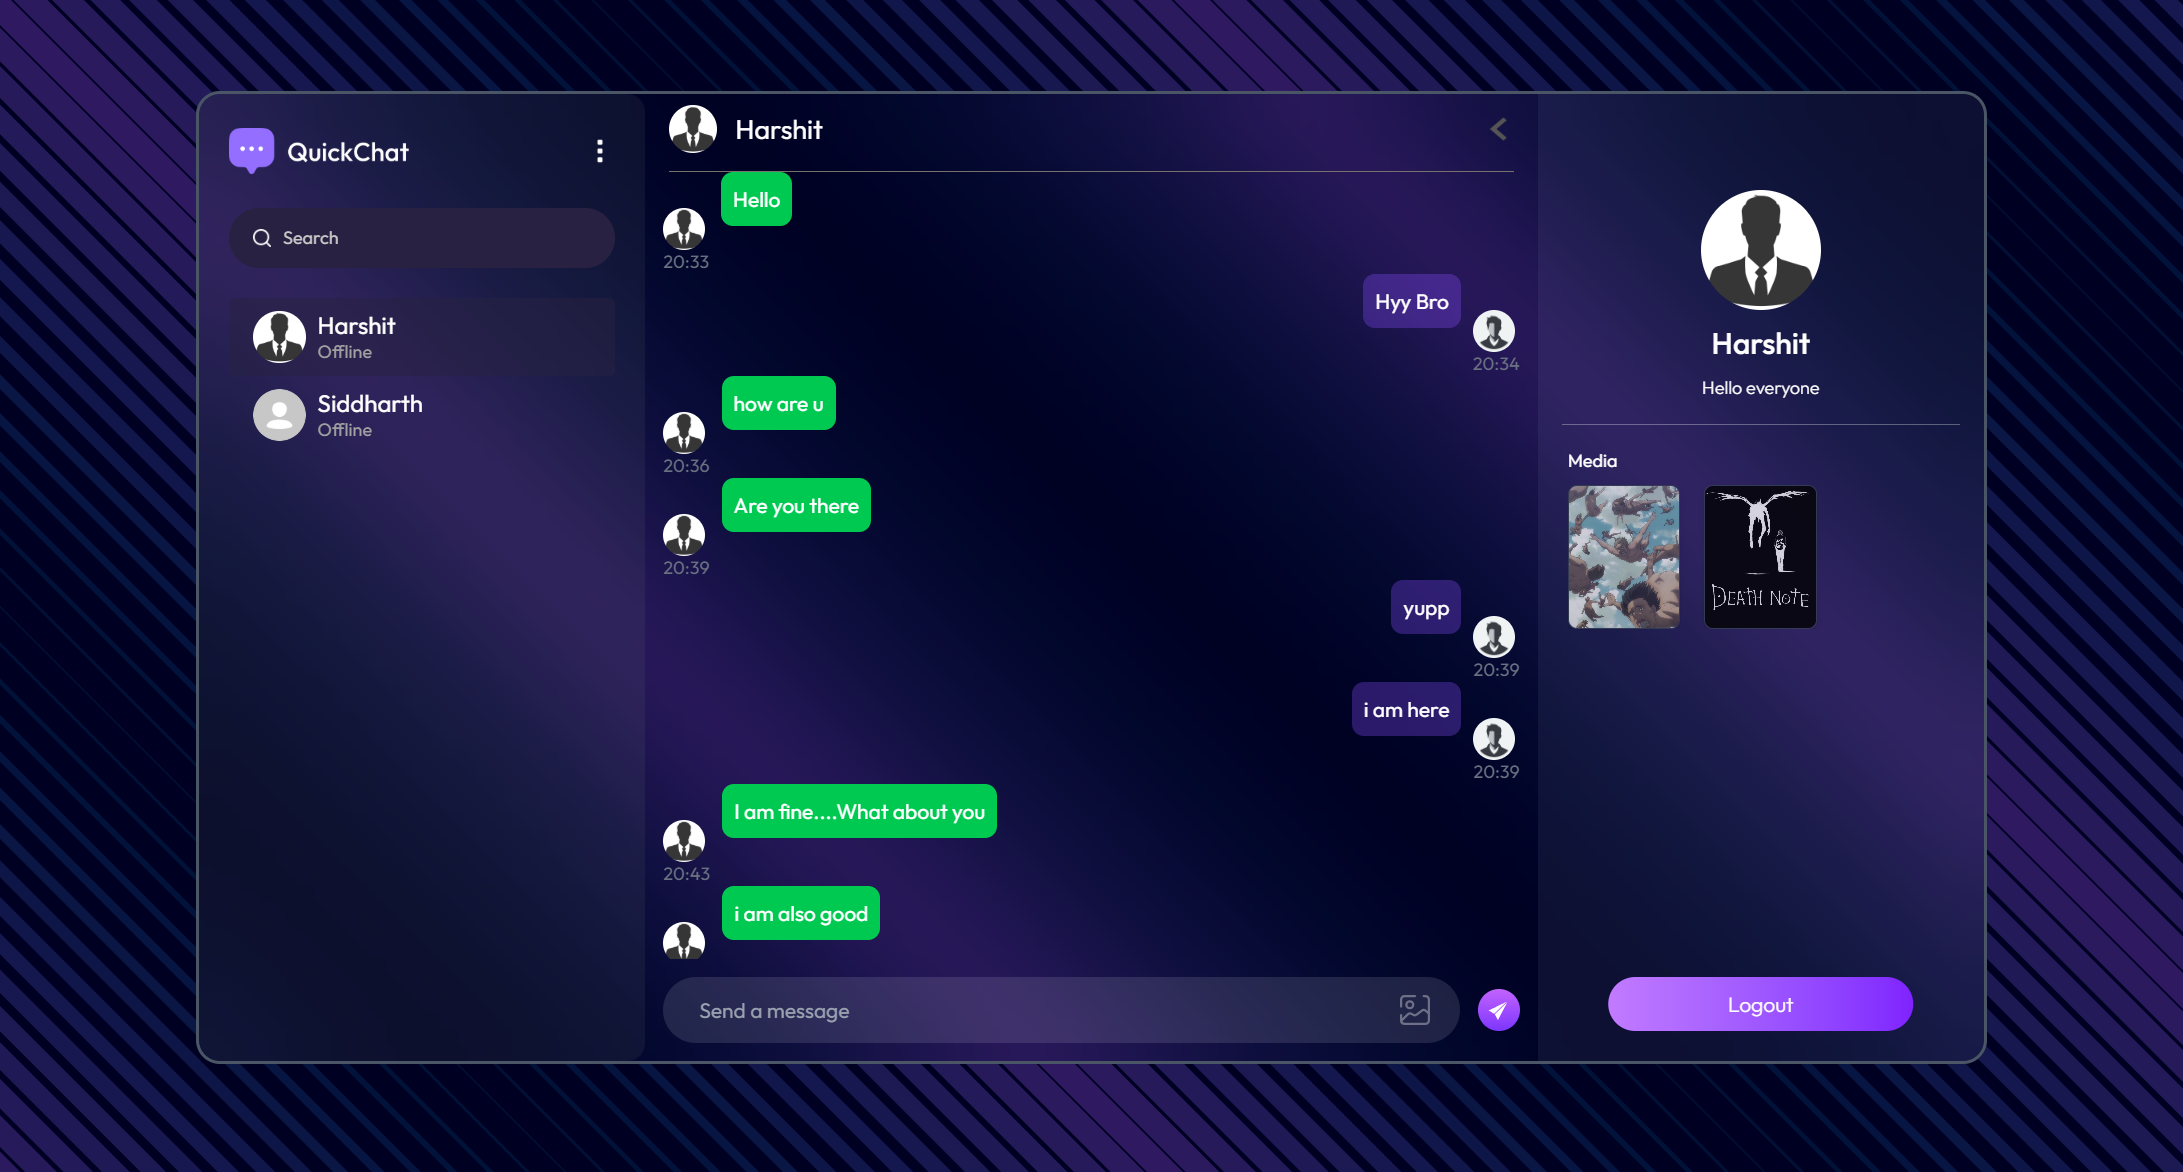 QuickChat
Search
Harshit
Offline
Siddharth
Offline
Harshit
Hello
20:33
Hyy Bro
20:34
how are u
20:36
Are you there
20:39
yupp
20:39
i am here
20:39
I am fine....What about you
20:43
i am also good
Send a message
Harshit
Hello everyone
Media
DEATH NOTE
Logout